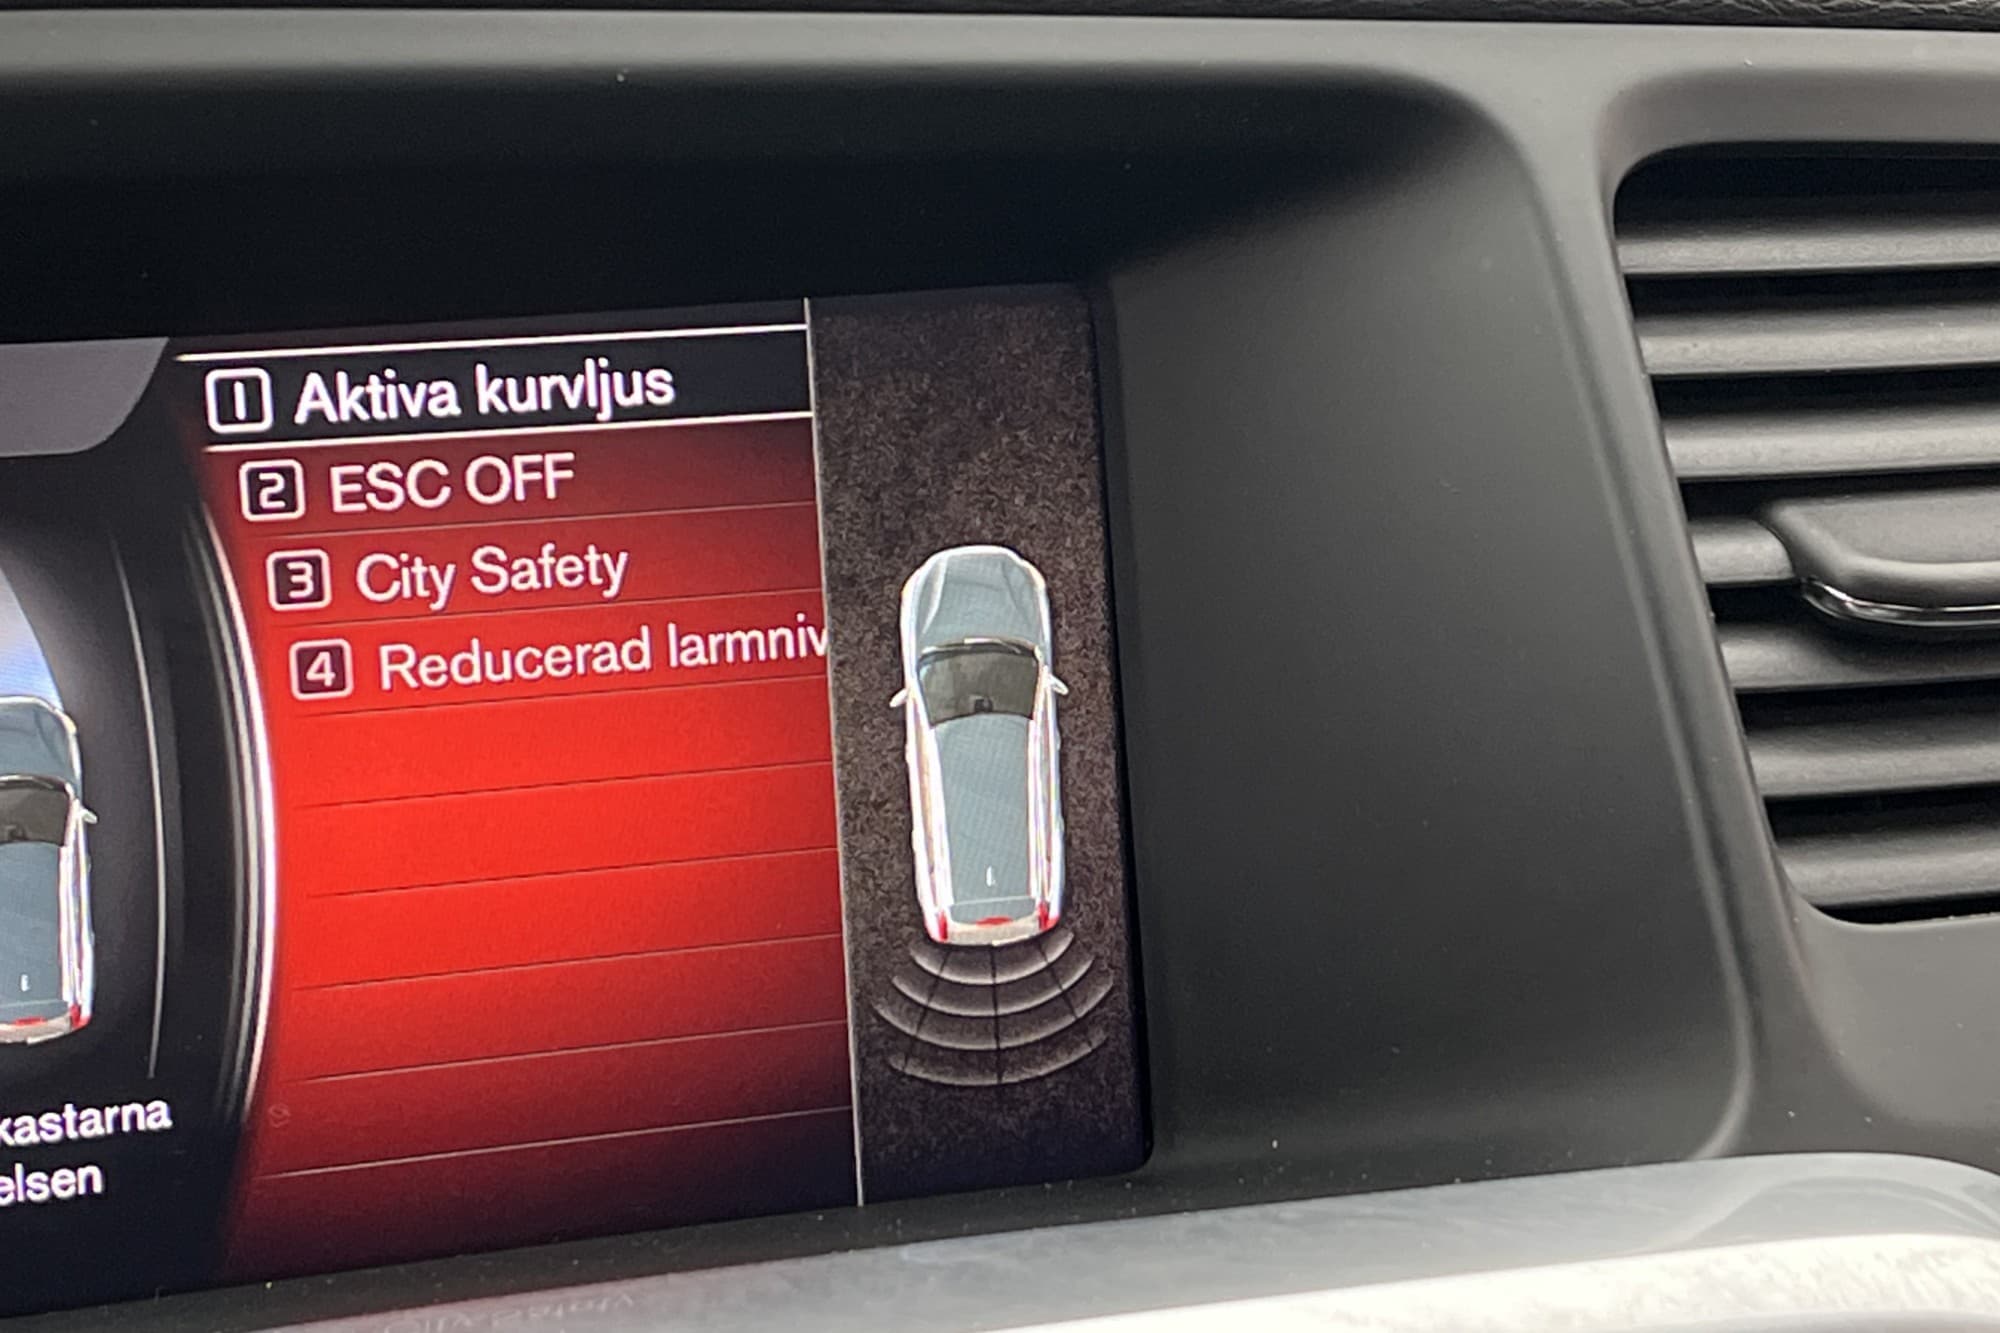 1 Aktiva kurvljus
2 ESC OFF
3 City Safety
4 Reducerad larmniv
kastarna
elsen